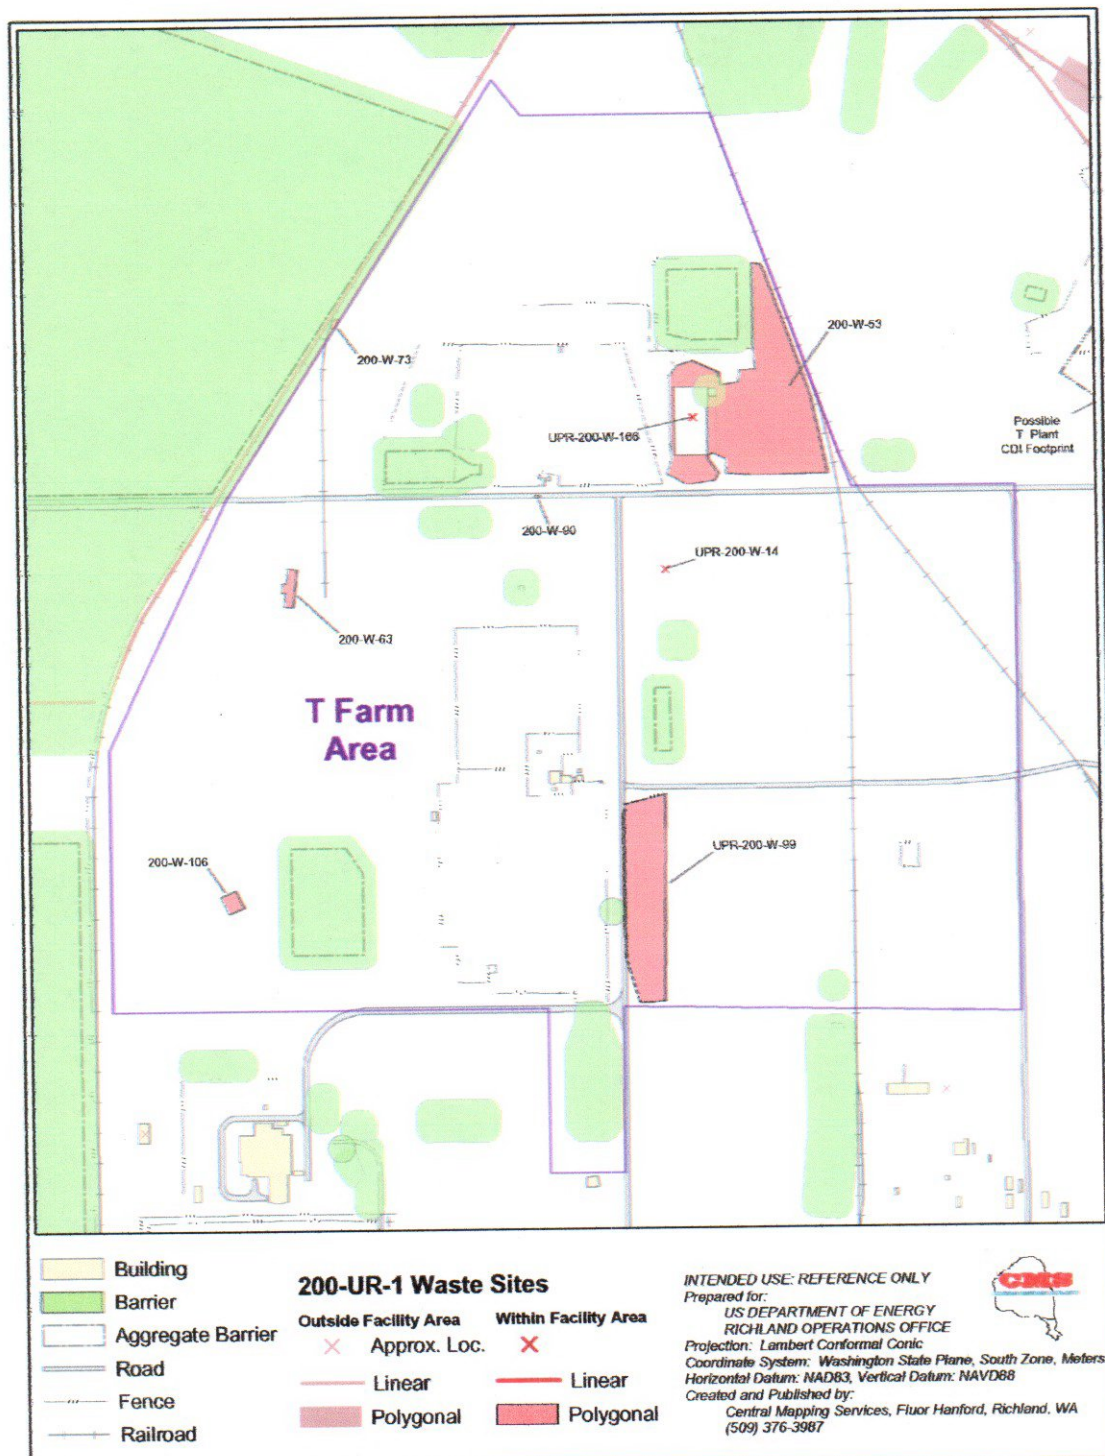 200-W-53
200-W-73
Possible
T Plant
CDI Footprint
UPR-200-W-166
200-W-90
UPR-200-W-14
200-W-63
T Farm
Area
UPR-200-W-99
200-W-106
Building
Barrier
Aggregate Barrier
Road
Fence
Railroad
200-UR-1 Waste Sites
Outside Facility Area Within Facility Area
Approx. Loc.
Linear Linear
Polygonal Polygonal
INTENDED USE: REFERENCE ONLY
Prepared for:
US DEPARTMENT OF ENERGY
RICHLAND OPERATIONS OFFICE
Projection: Lambert Conformal Conic
Coordinate System: Washington State Plane, South Zone, Meters
Horizontal Datum: NAD83, Vertical Datum: NAVD88
Created and Published by:
Central Mapping Services, Fluor Hanford, Richland, WA
(509) 376-3987
CMS